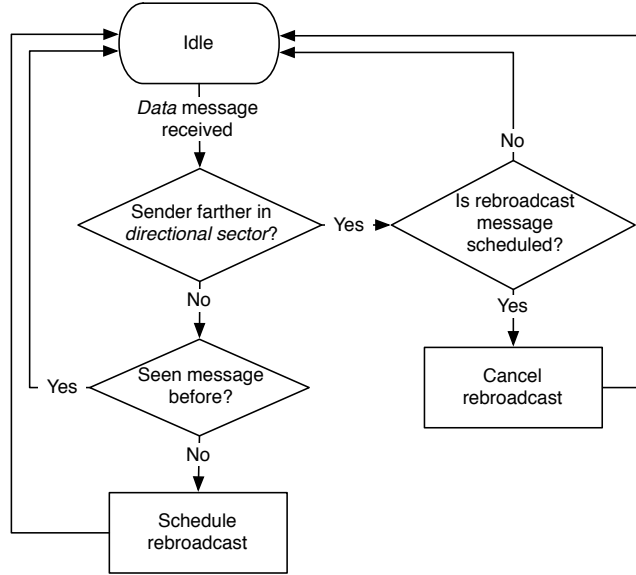 Idle
Data message
received
Sender farther in
directional sector?
Yes
Is rebroadcast
message
scheduled?
No
No
Yes
Seen message
before?
Yes
Cancel
rebroadcast
No
Schedule
rebroadcast